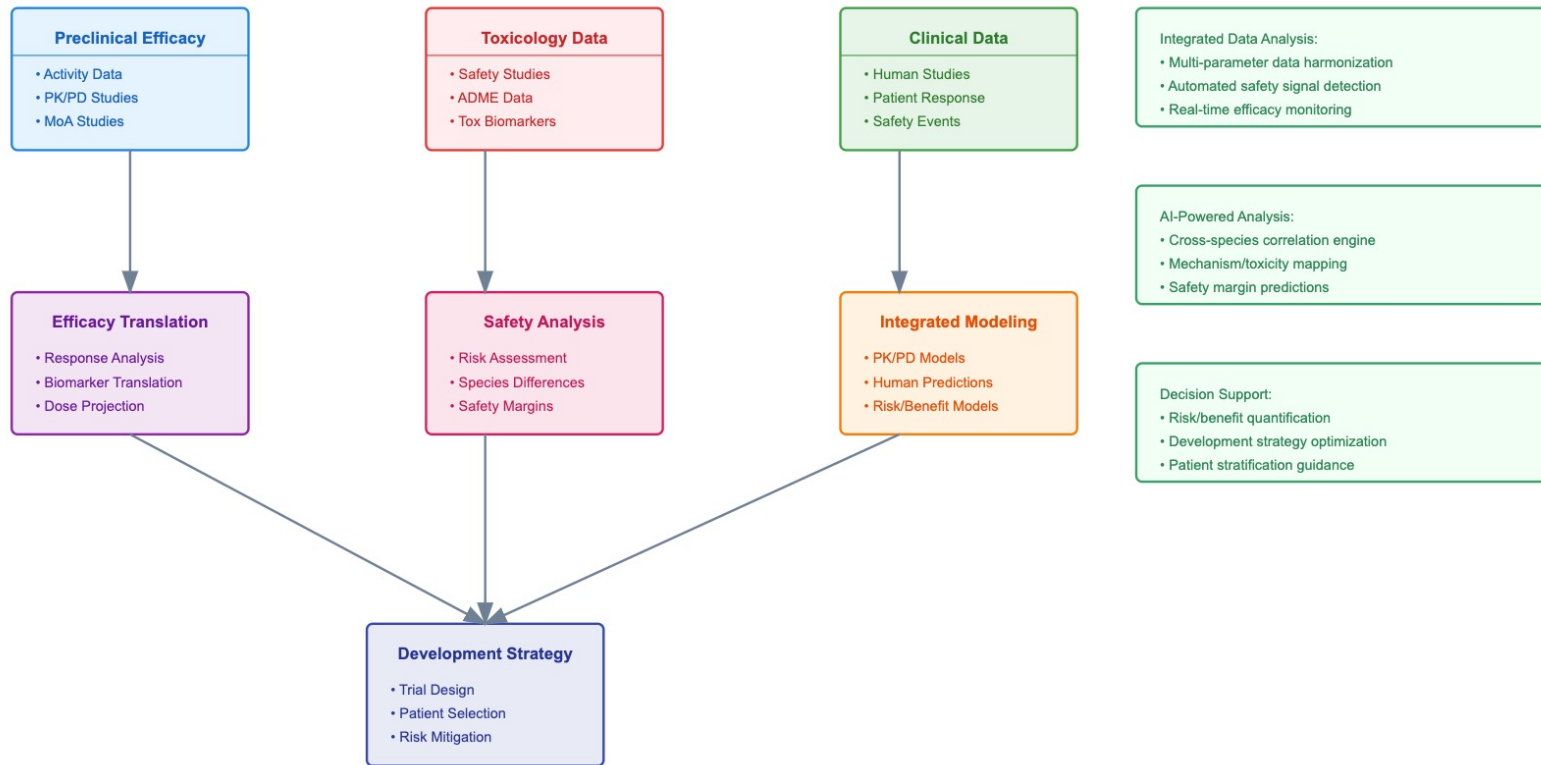 Preclinical Efficacy
• Activity Data
• PK/PD Studies
• MoA Studies
Toxicology Data
• Safety Studies
• ADME Data
• Tox Biomarkers
Clinical Data
• Human Studies
• Patient Response
• Safety Events
Integrated Data Analysis:
• Multi-parameter data harmonization
• Automated safety signal detection
• Real-time efficacy monitoring
AI-Powered Analysis:
• Cross-species correlation engine
• Mechanism/toxicity mapping
• Safety margin predictions
Efficacy Translation
• Response Analysis
• Biomarker Translation
• Dose Projection
Safety Analysis
• Risk Assessment
• Species Differences
• Safety Margins
Integrated Modeling
• PK/PD Models
• Human Predictions
• Risk/Benefit Models
Decision Support:
• Risk/benefit quantification
• Development strategy optimization
• Patient stratification guidance
Development Strategy
• Trial Design
• Patient Selection
• Risk Mitigation